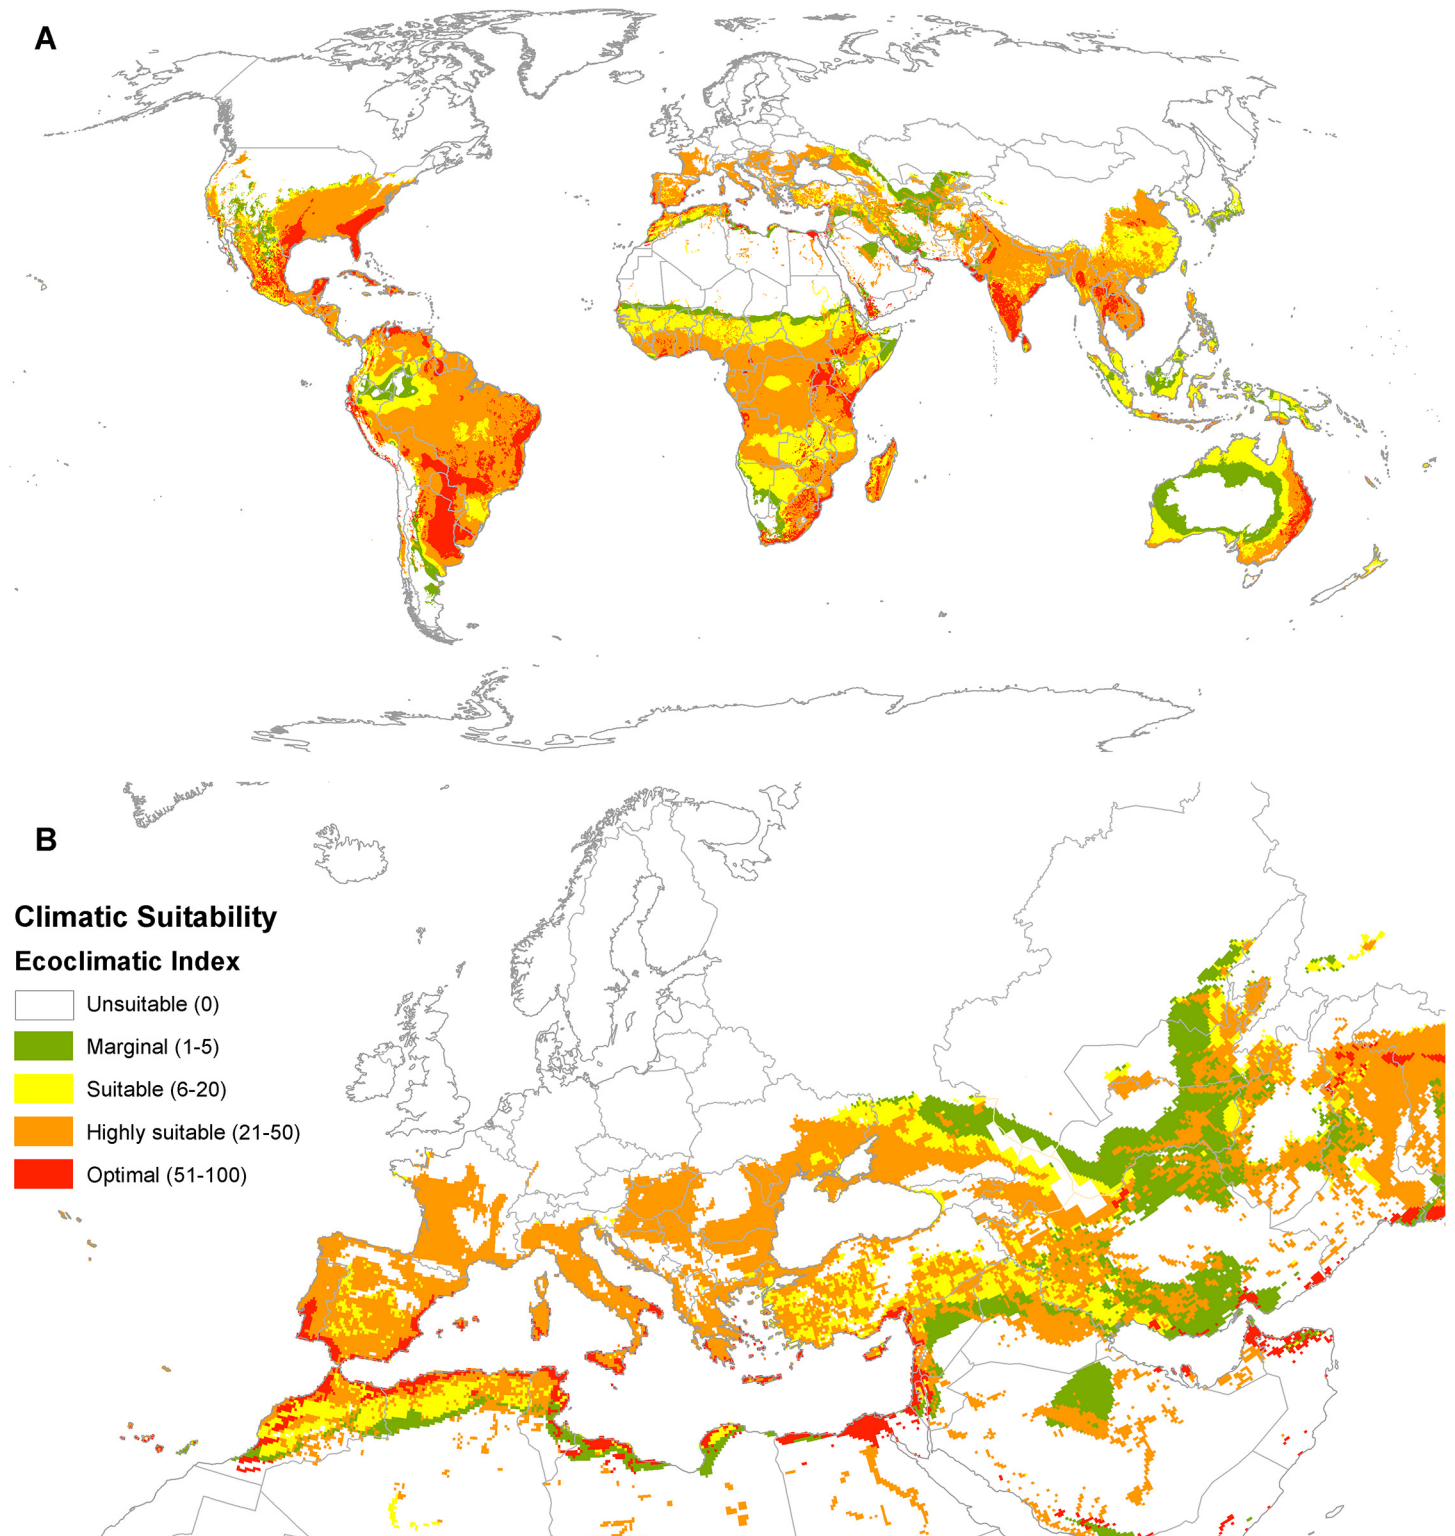 A
B
Climatic Suitability
Ecoclimatic Index
Unsuitable (0)
Marginal (1-5)
Suitable (6-20)
Highly suitable (21-50)
Optimal (51-100)